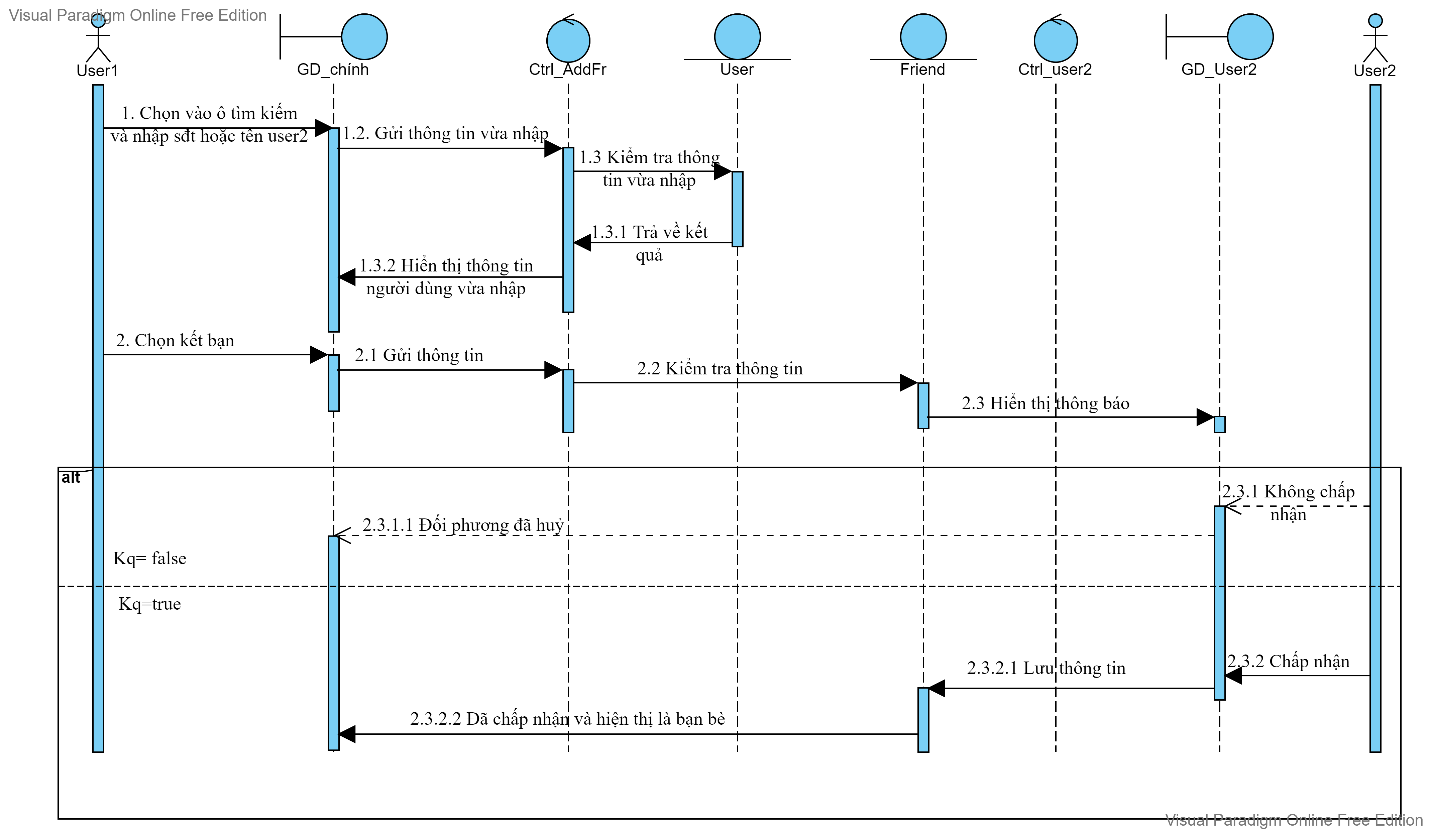 Visual Paradigm Online Free Edition
User1
GD_chính
Ctrl_AddFr
User
Friend
Ctrl_user2
GD_User2
User2
1. Chọn vào ô tìm kiếm
và nhập sđt hoặc tên user2
1.2. Gửi thông tin vừa nhập
1.3 Kiểm tra thông
tin vừa nhập
1.3.1 Trả về kết
quả
1.3.2 Hiển thị thông tin
người dùng vừa nhập
2. Chọn kết bạn
2.1 Gửi thông tin
2.2 Kiểm tra thông tin
2.3 Hiển thị thông báo
alt
2.3.1 Không chấp
nhận
2.3.1.1 Đối phương đã huỷ
Kq= false
Kq=true
2.3.2 Chấp nhận
2.3.2.1 Lưu thông tin
2.3.2.2 Dã chấp nhận và hiện thị là bạn bè
Visual Paradigm Online Free Edition